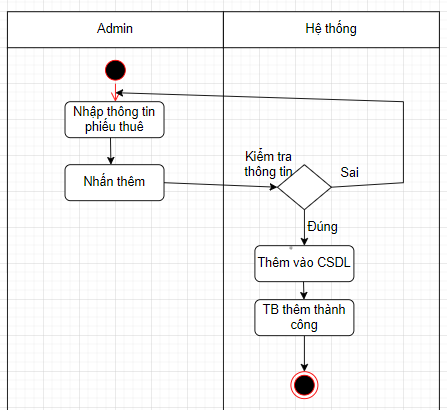 Admin
Hệ thống
Nhập thông tin
phiếu thuê
Nhấn thêm
Kiểm tra
thông tin
Sai
Đúng
Thêm vào CSDL
TB thêm thành
công